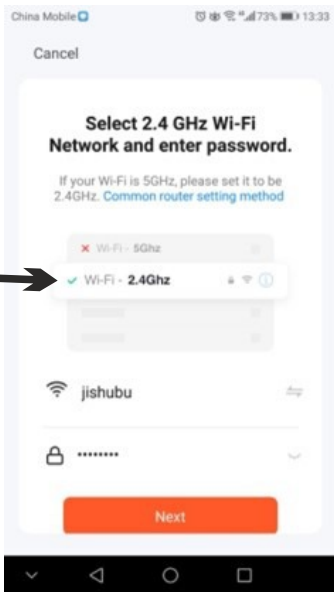 China Mobile 73% 13:33
Cancel
Select 2.4 GHz Wi-Fi
Network and enter password.
If your Wi-Fi is 5GHz, please set it to be
2.4GHz. Common router setting method
Wi-Fi - 5Ghz
Wi-Fi - 2.4Ghz
jishubu
••••••••
Next